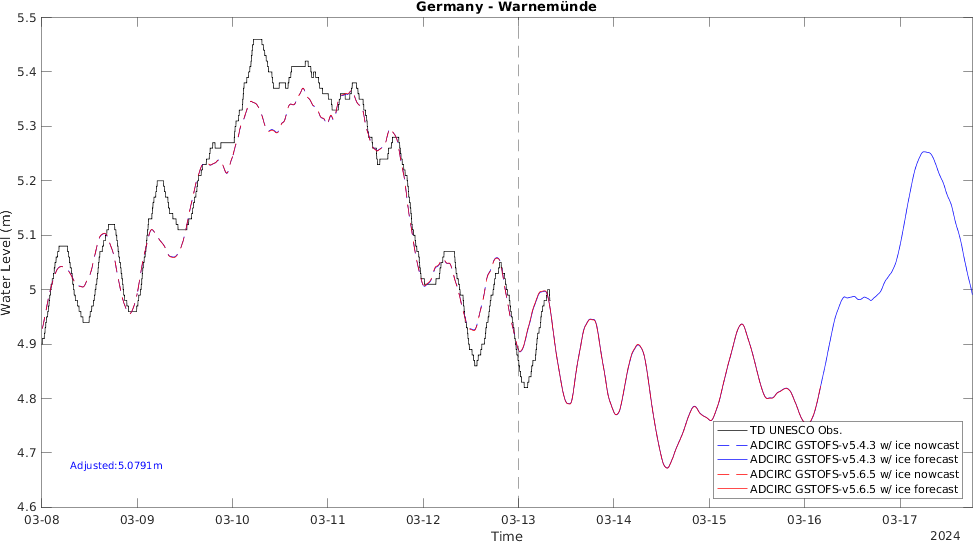 Germany - Warnemünde
5.5
5.4
5.3
5.2
5.1
5
4.9
4.8
4.7
4.6
Water Level (m)
Adjusted:5.0791m
TD UNESCO Obs.
ADCIRC GSTOFS-v5.4.3 w/ ice nowcast
ADCIRC GSTOFS-v5.4.3 w/ ice forecast
ADCIRC GSTOFS-v5.6.5 w/ ice nowcast
ADCIRC GSTOFS-v5.6.5 w/ ice forecast
03-08 03-09 03-10 03-11 03-12 03-13 03-14 03-15 03-16 03-17
Time
2024